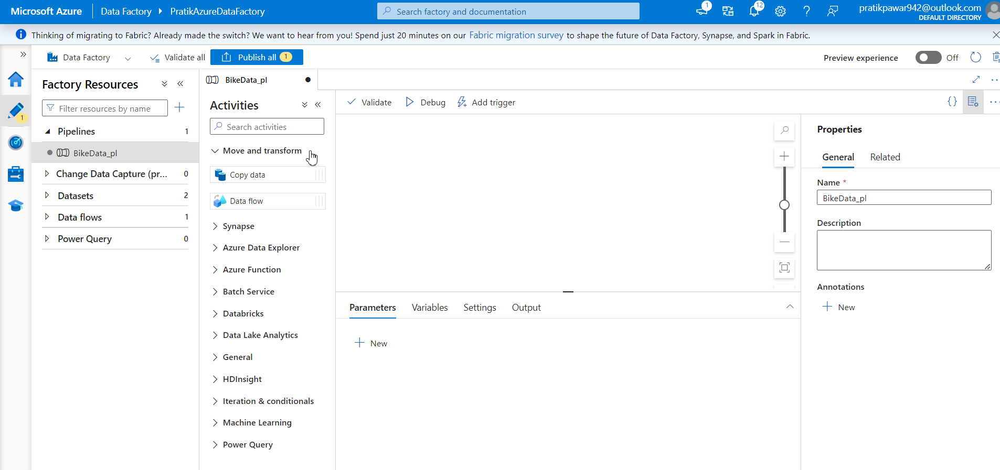 Microsoft Azure
Data Factory
PratikAzureDataFactory
Search factory and documentation
1
12
pratikpawar942@outlook.com
DEFAULT DIRECTORY
Thinking of migrating to Fabric? Already made the switch? We want to hear from you! Spend just 20 minutes on our Fabric migration survey to shape the future of Data Factory, Synapse, and Spark in Fabric.
Data Factory
Validate all
Publish all 1
Preview experience
Off
1
Factory Resources
Filter resources by name
Pipelines 1
BikeData_pl
Change Data Capture (pr... 0
Datasets 2
Data flows 1
Power Query 0
BikeData_pl
Activities
Search activities
Move and transform
Copy data
Data flow
Synapse
Azure Data Explorer
Azure Function
Batch Service
Databricks
Data Lake Analytics
General
HDInsight
Iteration & conditionals
Machine Learning
Power Query
Validate
Debug
Add trigger
{}
Parameters
Variables
Settings
Output
New
Properties
General
Related
Name *
BikeData_pl
Description
Annotations
New